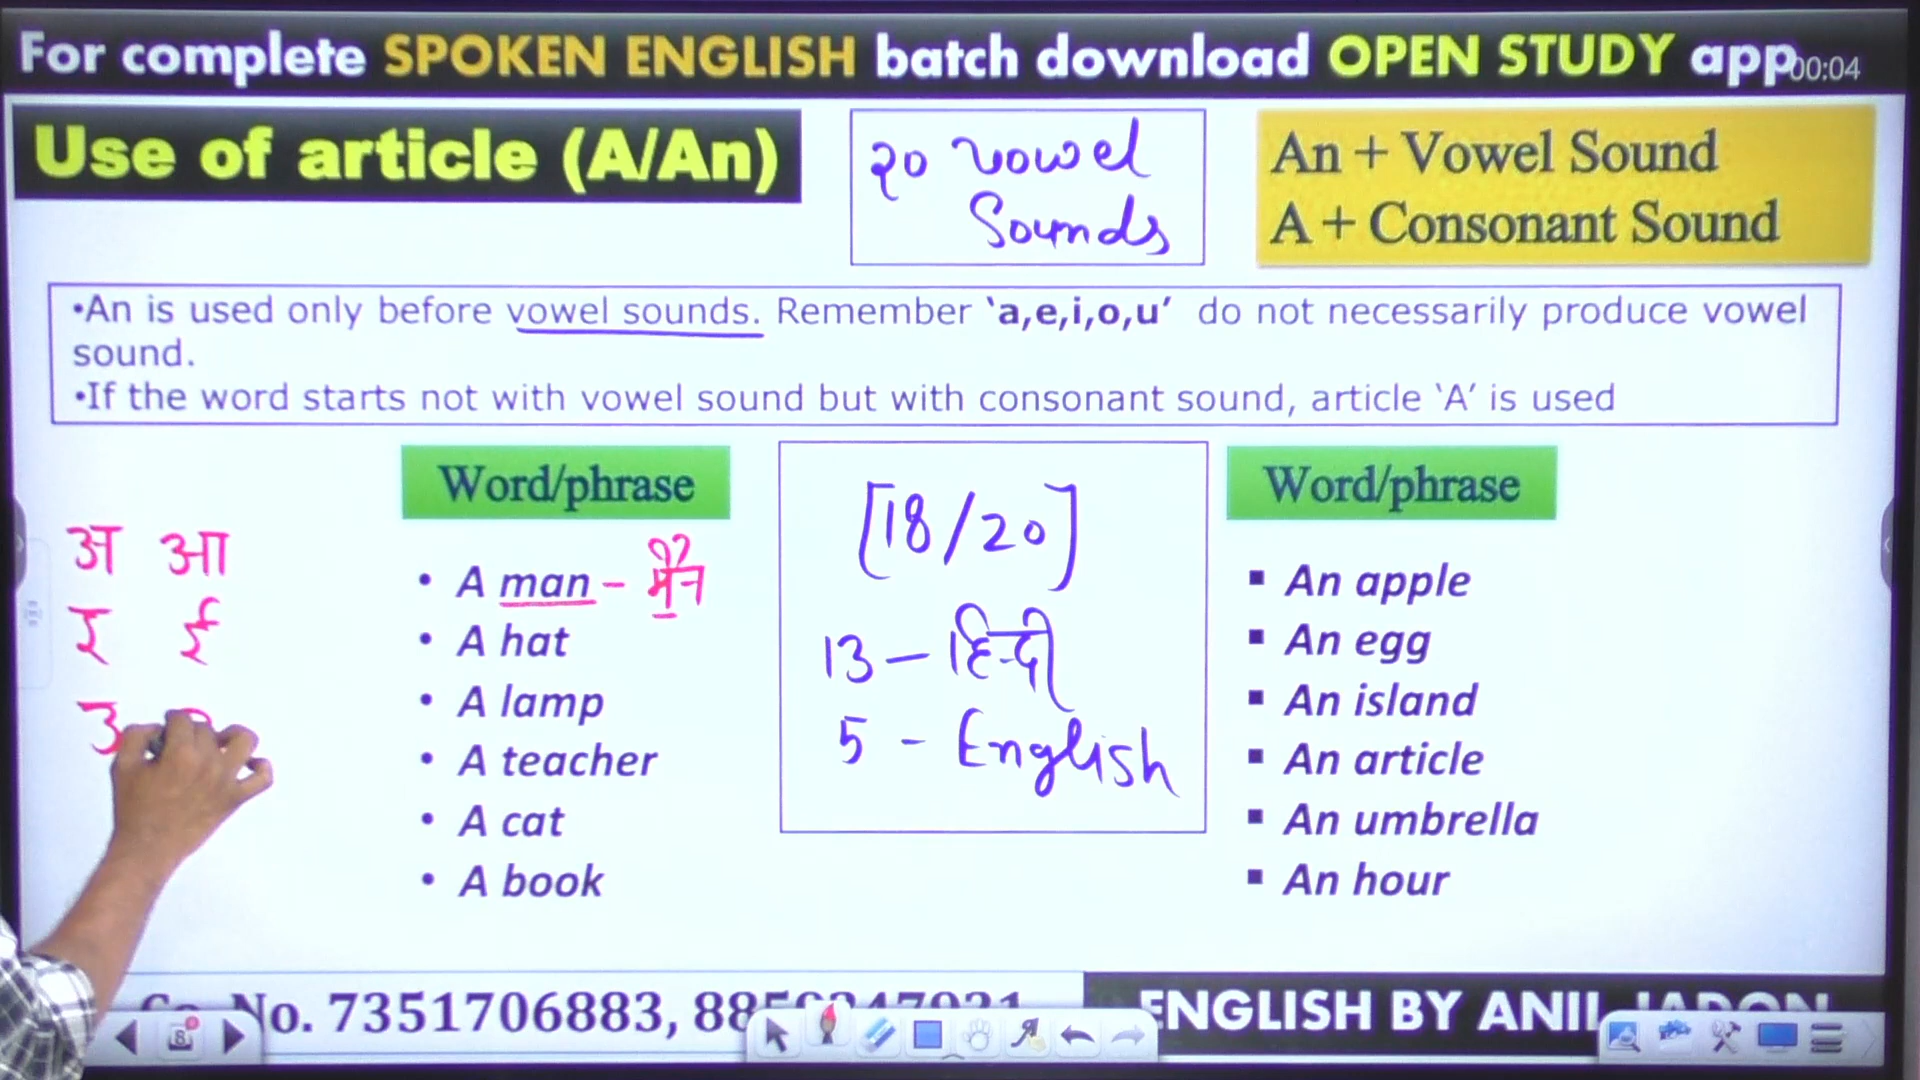 For complete SPOKEN ENGLISH batch download OPEN STUDY app
00:04
Use of article (A/An)
२० vowel
Sounds
An + Vowel Sound
A + Consonant Sound
•An is used only before vowel sounds. Remember ‘a,e,i,o,u’ do not necessarily produce vowel
sound.
•If the word starts not with vowel sound but with consonant sound, article ‘A’ is used
अ आ
इ ई
उ
Word/phrase
• A man – मैन
• A hat
• A lamp
• A teacher
• A cat
• A book
[18/20]
13 – हिन्दी
5 – English
Word/phrase
▪ An apple
▪ An egg
▪ An island
▪ An article
▪ An umbrella
▪ An hour
No. 7351706883,
ENGLISH BY ANIL JADON
8